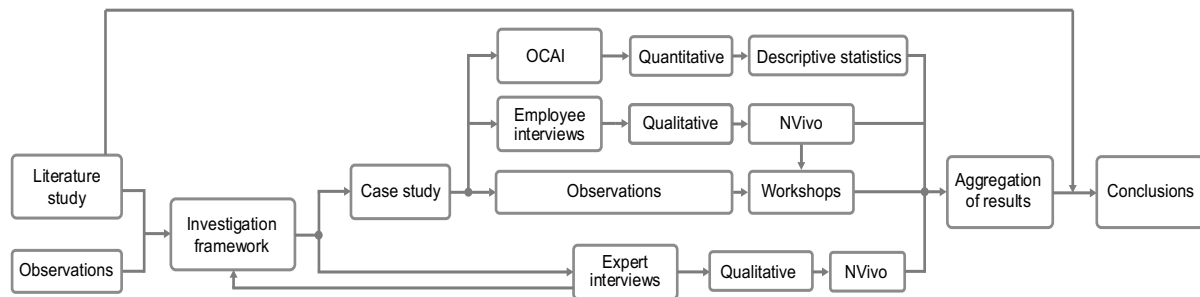 OCAI
Quantitative
Descriptive statistics
Employee
interviews
Qualitative
NVivo
Literature
study
Case study
Observations
Workshops
Aggregation
of results
Conclusions
Investigation
framework
Observations
Expert
interviews
Qualitative
NVivo